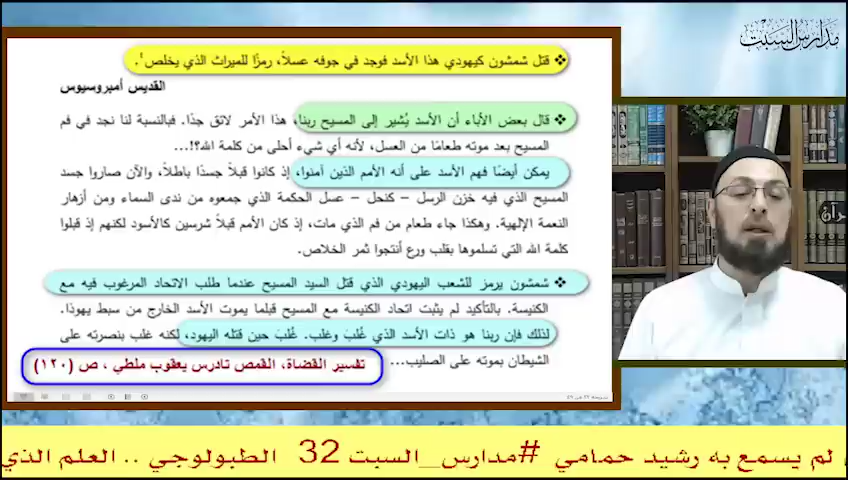 مدارس السبت
❖ قتل شمشون كيهودي هذا الأسد فوجد في جوفه عسلاً، رمزًا للميراث الذي يخلص١.
القديس أمبروسيوس
❖ قال بعض الآباء أن الأسد يُشير إلى المسيح ربنا، هذا الأمر لائق جدًا. فبالنسبة لنا نجد في فم
المسيح بعد موته طعامًا من العسل، لأنه أي شيء أحلى من كلمة الله؟!...
يمكن أيضًا فهم الأسد على أنه الأمم الذين آمنوا، إذ كانوا قبلاً جسدًا باطلاً، والآن صاروا جسد
المسيح الذي فيه خزن الرسل – كنحل – عسل الحكمة الذي جمعوه من ندى السماء ومن أزهار
النعمة الإلهية. وهكذا جاء طعام من فم الذي مات، إذ كان الأمم قبلاً شرسين كالأسود لكنهم إذ قبلوا
كلمة الله التي تسلموها بقلب ورع أنتجوا ثمر الخلاص.
❖ شمشون يرمز للشعب اليهودي الذي قتل السيد المسيح عندما طلب الاتحاد المرغوب فيه مع
الكنيسة. بالتأكيد لم يثبت اتحاد الكنيسة مع المسيح قبلما يموت الأسد الخارج من سبط يهوذا.
لذلك فإن ربنا هو ذات الأسد الذي غُلبَ وغلب. غُلبَ حين قتله اليهود، لكنه غلب بنصرته على
الشيطان بموته على الصليب...
تفسير القضاة، القمص تادرس يعقوب ملطي ، ص (١٢٠)
لم يسمع به رشيد حمامي #مدارس_السبت 32 الطبولوجي .. العلم الذي